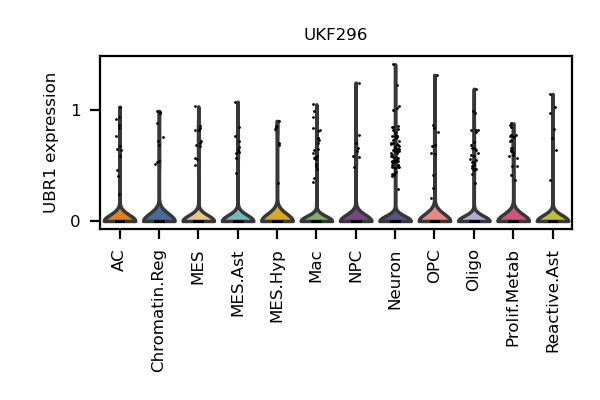 UKF296
UBR1 expression
1
0
AC
Chromatin.Reg
MES
MES.Ast
MES.Hyp
Mac
NPC
Neuron
OPC
Oligo
Prolif.Metab
Reactive.Ast